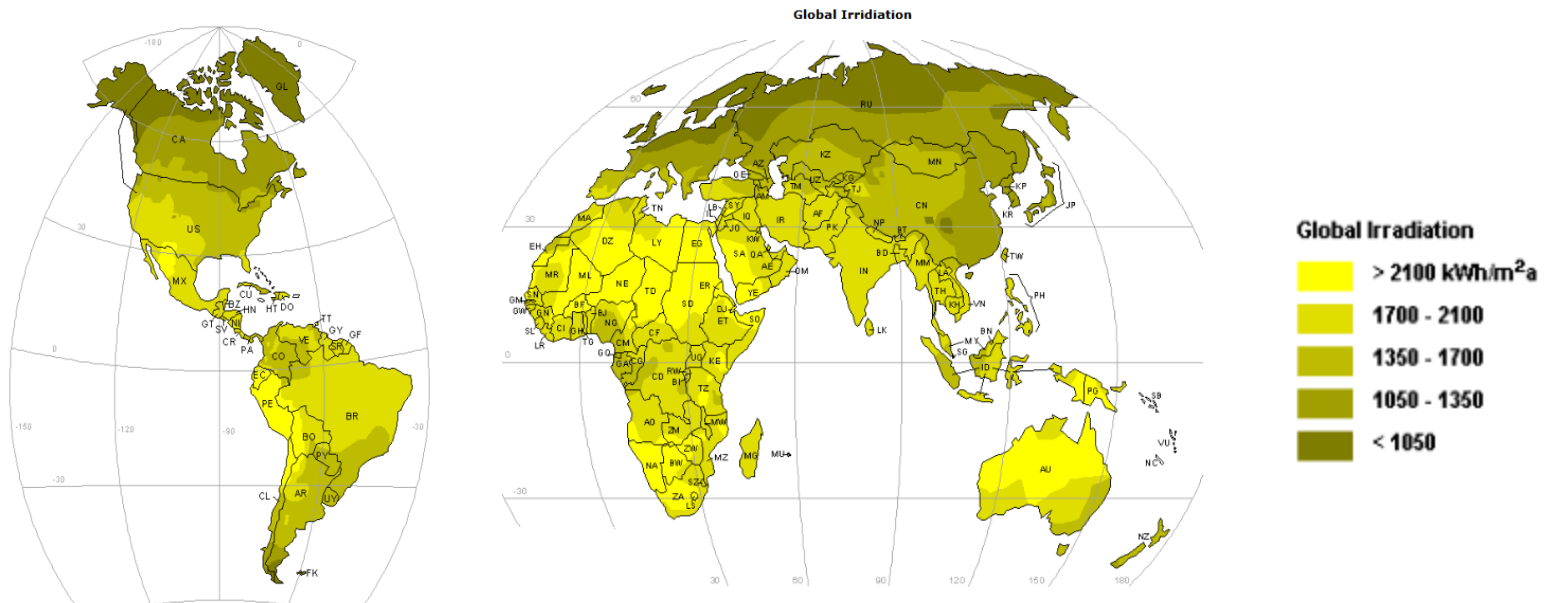 Global Irridiation
-180
0
GL
CA
30
US
MX
CU
BZ
HN
HT
DO
GT
SV
NI
CR
PA
TT
GY
GF
VE
SR
CO
0
EC
PE
BR
BO
-150
-120
-90
-30
PY
-30
CL
AR
UY
FK
60
RU
AZ
KZ
MN
GE
AM
TM
UZ
KG
TJ
KP
JP
KR
CN
TN
LB
SY
IL
IQ
IR
AF
30
MA
JO
PK
NP
BT
DZ
LY
EG
KW
EH
SA
QA
BD
TW
AE
IN
MM
MR
ML
NE
OM
LA
TD
ER
YE
TH
VN
PH
SN
GM
GW
BF
SD
DJ
KH
GN
BJ
NG
ET
SO
LK
SL
CI
GH
CF
BN
LR
TG
CM
MY
GQ
UG
KE
SG
0
GA
CG
RW
ID
CD
BI
TZ
PG
SB
AO
ZM
MW
VU
ZW
MG
MU
NC
NA
BW
MZ
AU
SZ
-30
ZA
LS
NZ
30
60
90
120
150
180
Global Irradiation
> 2100 kWh/m²a
1700 - 2100
1350 - 1700
1050 - 1350
< 1050